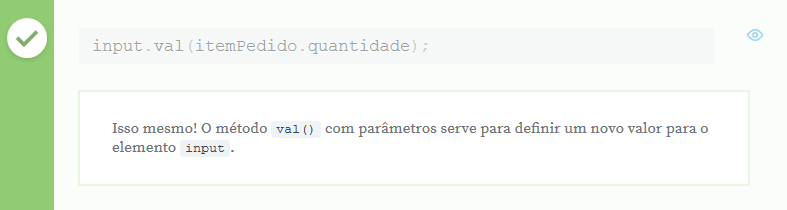 input.val(itemPedido.quantidade);
Isso mesmo! O método val() com parâmetros serve para definir um novo valor para o
elemento input.